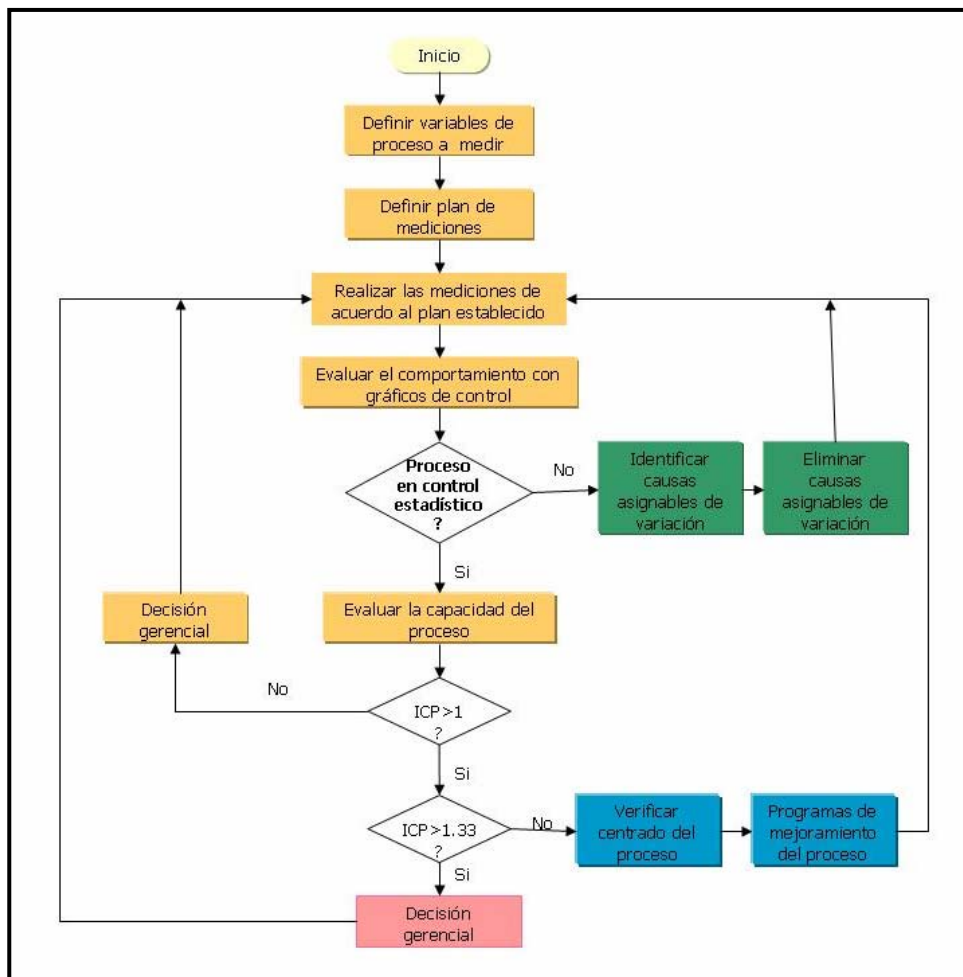 Inicio
Definir variables de
proceso a medir
Definir plan de
mediciones
Realizar las mediciones de
acuerdo al plan establecido
Evaluar el comportamiento con
gráficos de control
Proceso
en control
estadístico
?
No
Identificar
causas
asignables de
variación
Eliminar
causas
asignables de
variación
Si
Evaluar la capacidad del
proceso
Decisión
gerencial
No
ICP>1
?
Si
ICP>1.33
?
No
Verificar
centrado del
proceso
Programas de
mejoramiento
del proceso
Si
Decisión
gerencial